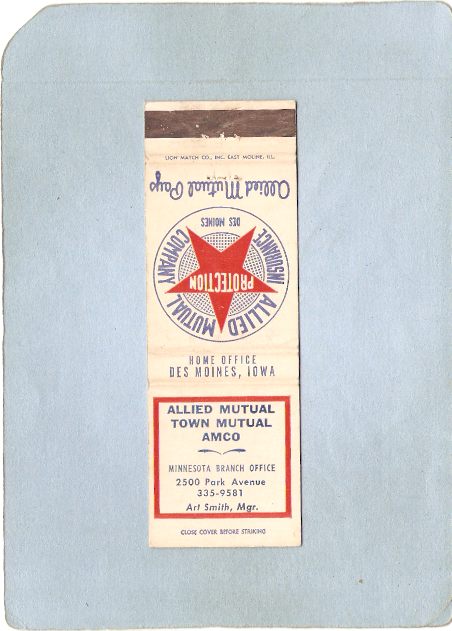 LION MATCH CO., INC. EAST MOLINE, ILL.
Allied Mutual Pays
ALLIED MUTUAL
INSURANCE COMPANY
DES MOINES
PROTECTION
HOME OFFICE
DES MOINES, IOWA
ALLIED MUTUAL
TOWN MUTUAL
AMCO
MINNESOTA BRANCH OFFICE
2500 Park Avenue
335-9581
Art Smith, Mgr.
CLOSE COVER BEFORE STRIKING